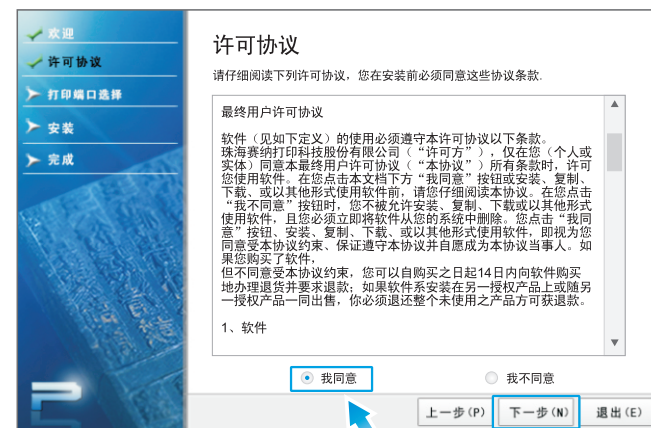 欢迎
许可协议
打印端口选择
安装
完成
许可协议
请仔细阅读下列许可协议，您在安装前必须同意这些协议条款.
最终用户许可协议
软件（见如下定义）的使用必须遵守本许可协议以下条款。
珠海赛纳打印科技股份有限公司（“许可方”），仅在您（个人或
实体）同意本最终用户许可协议（“本协议”）所有条款时，许可
您使用软件。在您点击本文档下方“我同意”按钮或安装、复制、
下载、或以其他形式使用软件前，请您仔细阅读本协议。在您点击
“我不同意”按钮时，您不被允许安装、复制、下载或以其他形式
使用软件，且您必须立即将软件从您的系统中删除。您点击“我同
意”按钮、安装、复制、下载、或以其他形式使用软件，即视为您
同意受本协议约束、保证遵守本协议并自愿成为本协议当事人。如
果您购买了软件，
但不同意受本协议约束，您可以自购买之日起14日内向软件购买
地办理退货并要求退款；如果软件系安装在另一授权产品上或随另
一授权产品一同出售，你必须退还整个未使用之产品方可获退款。
1、软件
我同意
我不同意
上一步(P)
下一步(N)
退出(E)